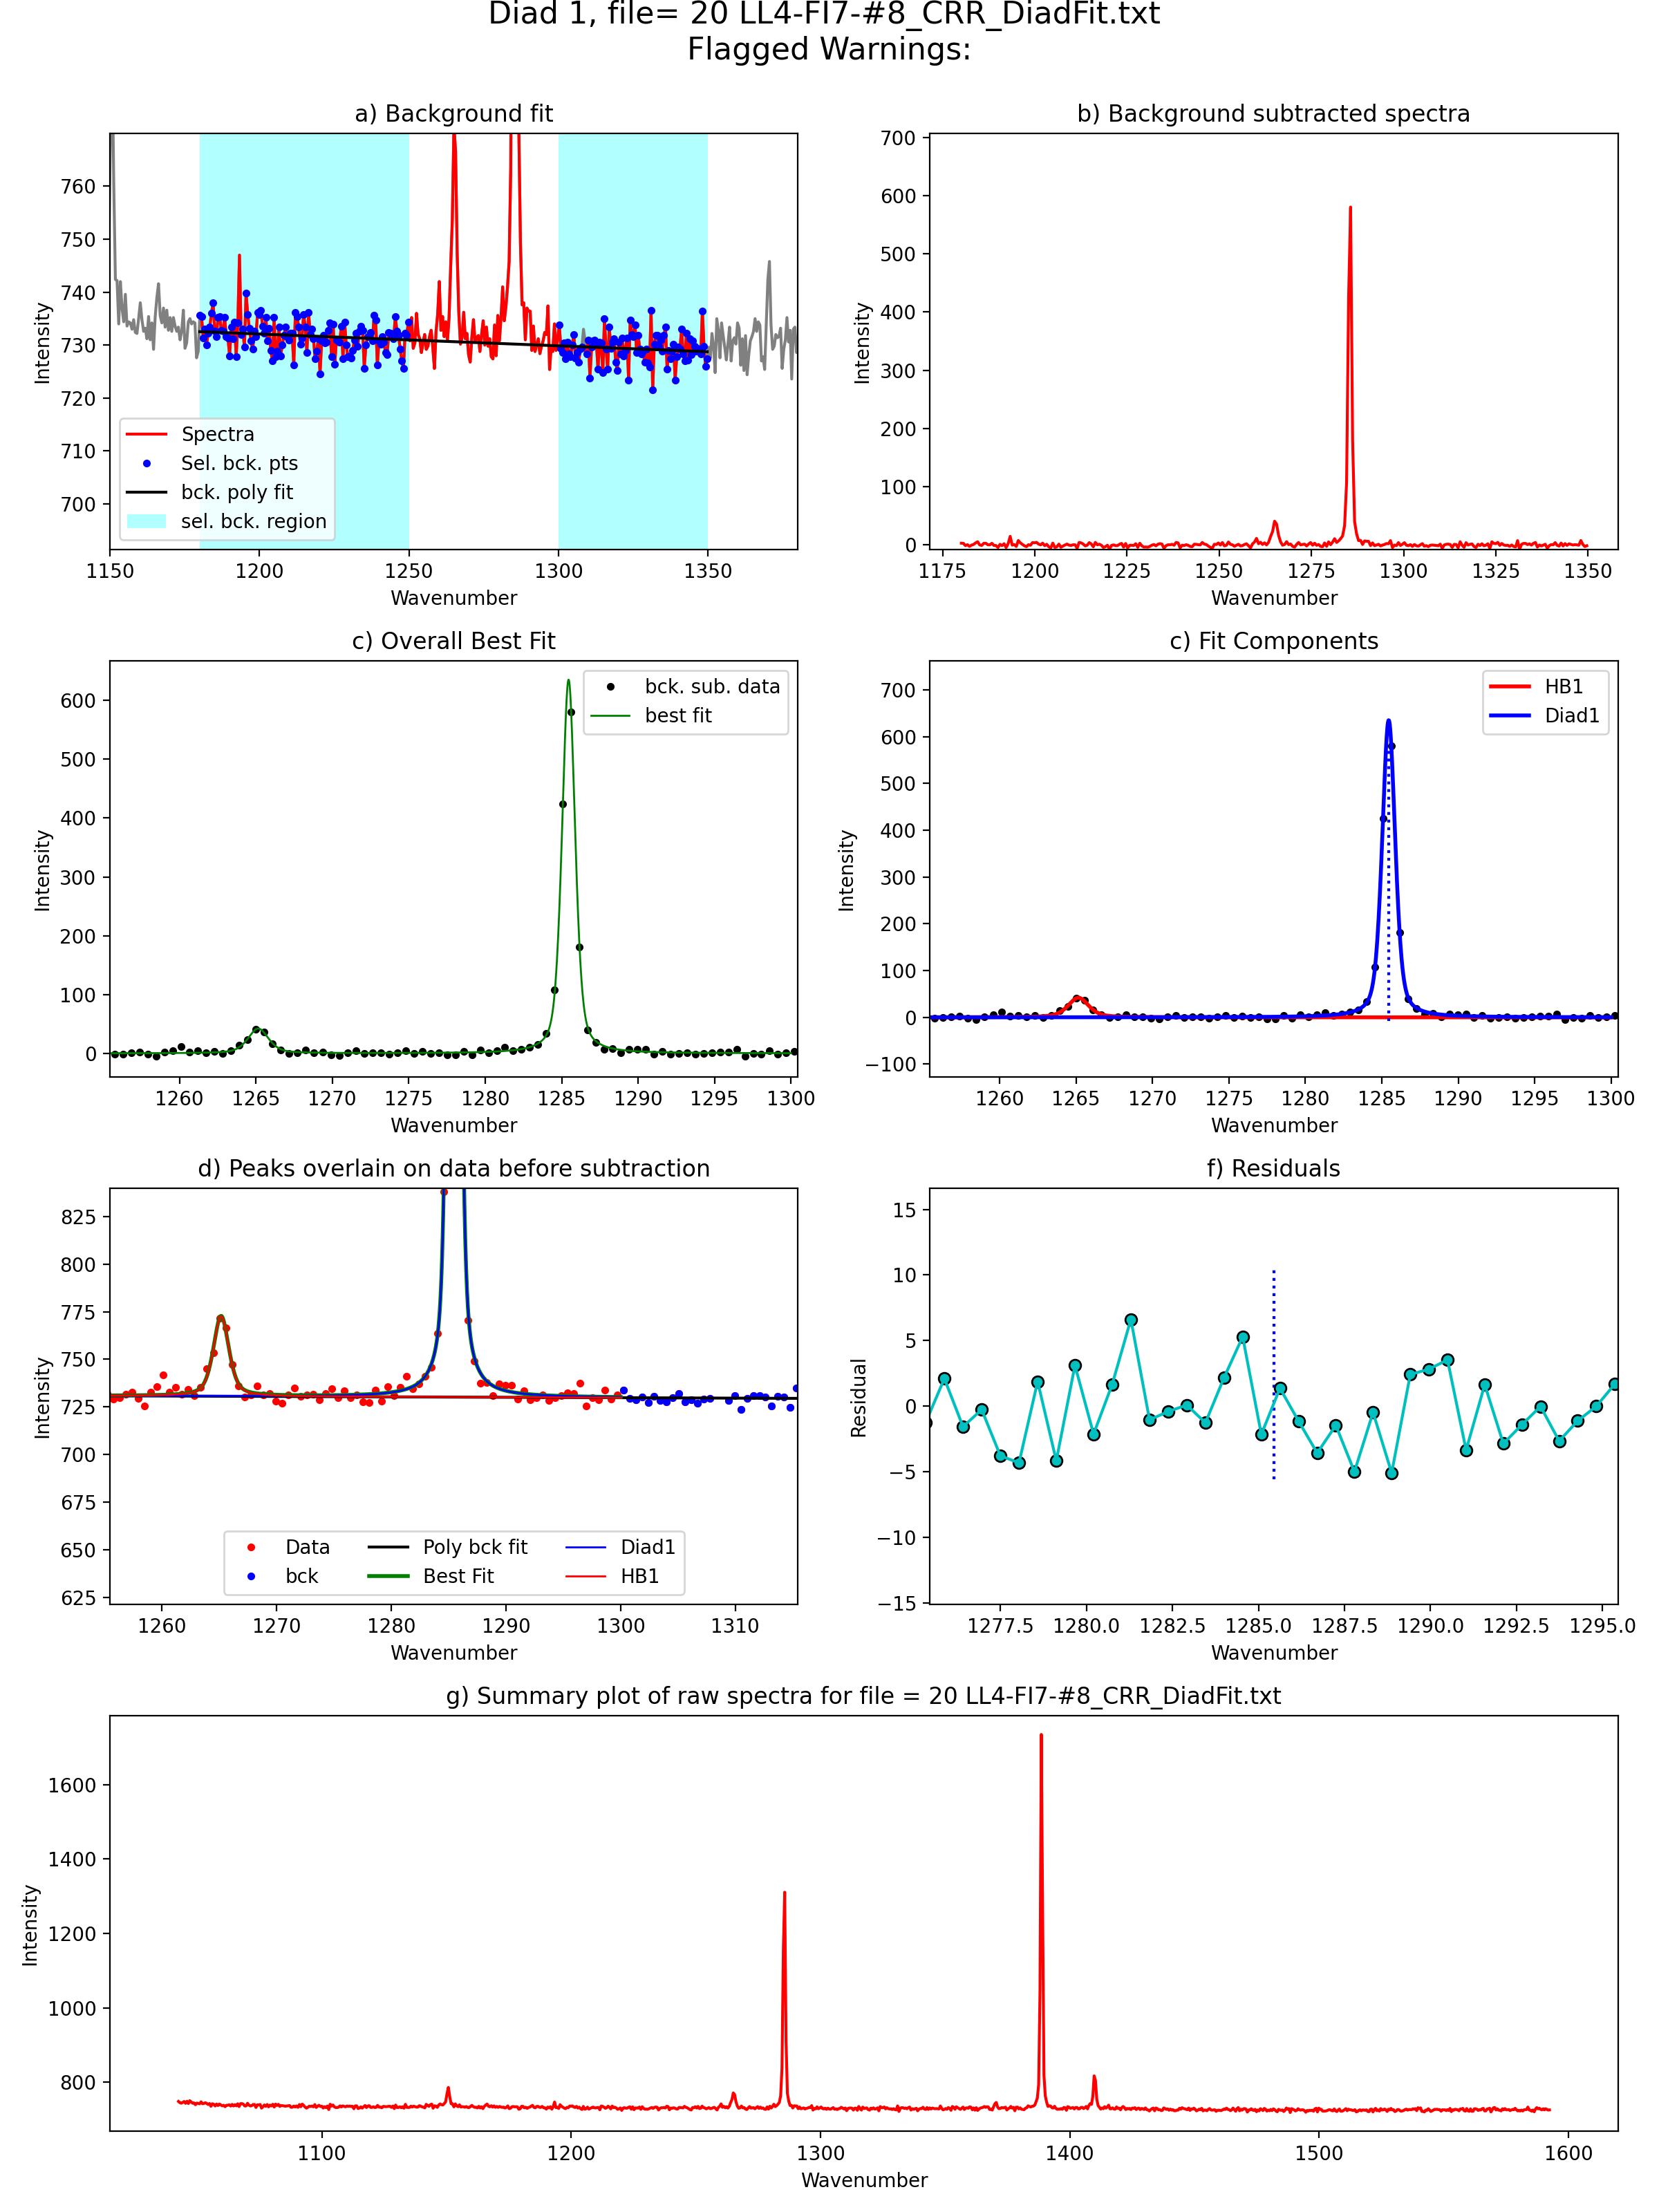 Diad 1, file= 20 LL4-FI7-#8_CRR_DiadFit.txt
Flagged Warnings:
a) Background fit
760
750
740
730
720
710
700
Intensity
Spectra
Sel. bck. pts
bck. poly fit
sel. bck. region
1150 1200 1250 1300 1350
Wavenumber
b) Background subtracted spectra
700
600
500
400
300
200
100
0
Intensity
1175 1200 1225 1250 1275 1300 1325 1350
Wavenumber
c) Overall Best Fit
600
500
400
300
200
100
0
Intensity
bck. sub. data
best fit
1260 1265 1270 1275 1280 1285 1290 1295 1300
Wavenumber
c) Fit Components
700
600
500
400
300
200
100
0
−100
Intensity
HB1
Diad1
1260 1265 1270 1275 1280 1285 1290 1295 1300
Wavenumber
d) Peaks overlain on data before subtraction
825
800
775
750
725
700
675
650
625
Intensity
Data
bck
Poly bck fit
Best Fit
Diad1
HB1
1260 1270 1280 1290 1300 1310
Wavenumber
f) Residuals
15
10
5
0
−5
−10
−15
Residual
1277.5 1280.0 1282.5 1285.0 1287.5 1290.0 1292.5 1295.0
Wavenumber
g) Summary plot of raw spectra for file = 20 LL4-FI7-#8_CRR_DiadFit.txt
1600
1400
1200
1000
800
Intensity
1100 1200 1300 1400 1500 1600
Wavenumber